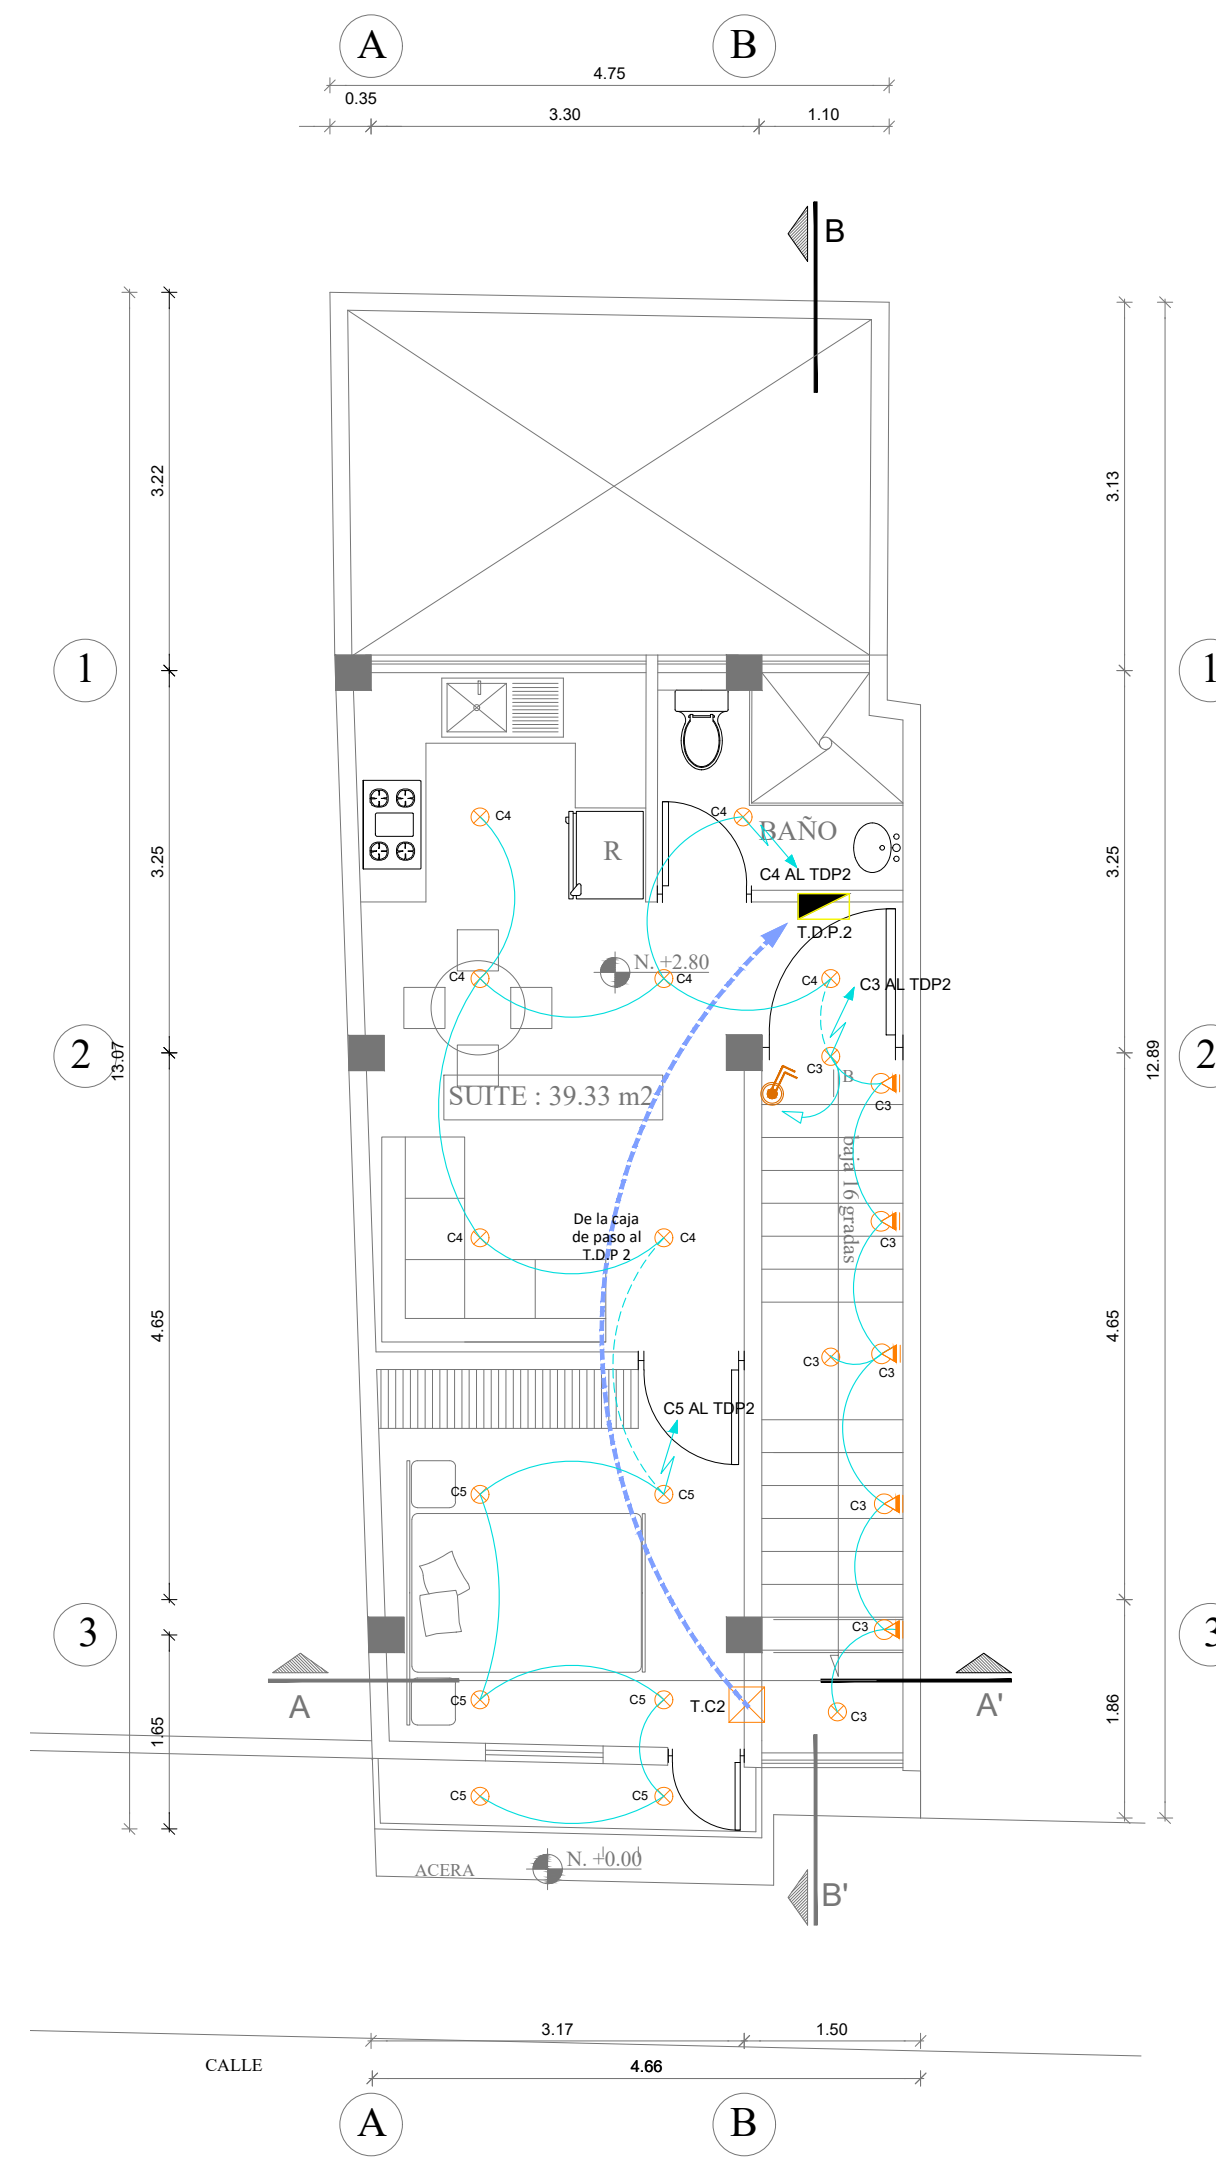 A
B
4.75
0.35
3.30
1.10
B
3.22
3.13
1
1
C4
C4
BAÑO
R
C4 AL TDP2
3.25
3.25
T.D.P.2
N. +2.80
C4
C4
C4
C3 AL TDP2
2
13.07
12.89
2
C3
B
C3
SUITE : 39.33 m2
baja 16 gradas
De la caja
de paso al
T.D.P 2
C4
C4
C3
4.65
4.65
C3
C3
C5 AL TDP2
C5
C5
C3
3
3
C3
A
C5
C5
T.C2
C3
A'
1.65
1.86
C5
C5
ACERA
N. +0.00
B'
3.17
1.50
CALLE
4.66
A
B